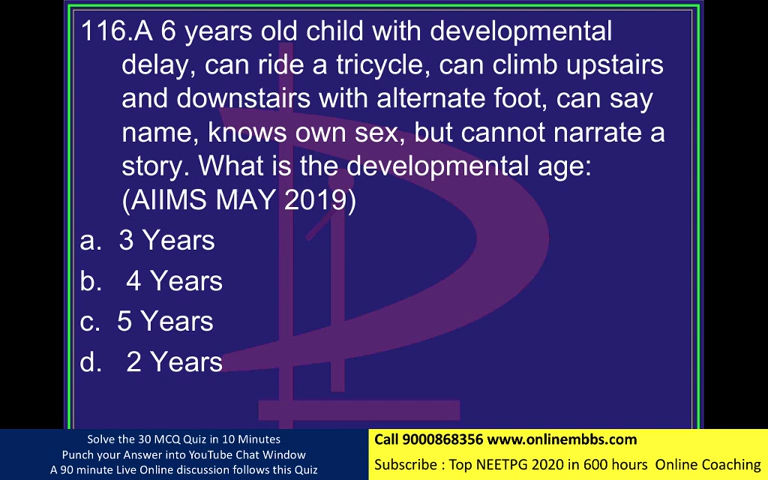 116.A 6 years old child with developmental
delay, can ride a tricycle, can climb upstairs
and downstairs with alternate foot, can say
name, knows own sex, but cannot narrate a
story. What is the developmental age:
(AIIMS MAY 2019)
a. 3 Years
b. 4 Years
c. 5 Years
d. 2 Years
Solve the 30 MCQ Quiz in 10 Minutes
Punch your Answer into YouTube Chat Window
A 90 minute Live Online discussion follows this Quiz
Call 9000868356 www.onlinembbs.com
Subscribe : Top NEETPG 2020 in 600 hours Online Coaching